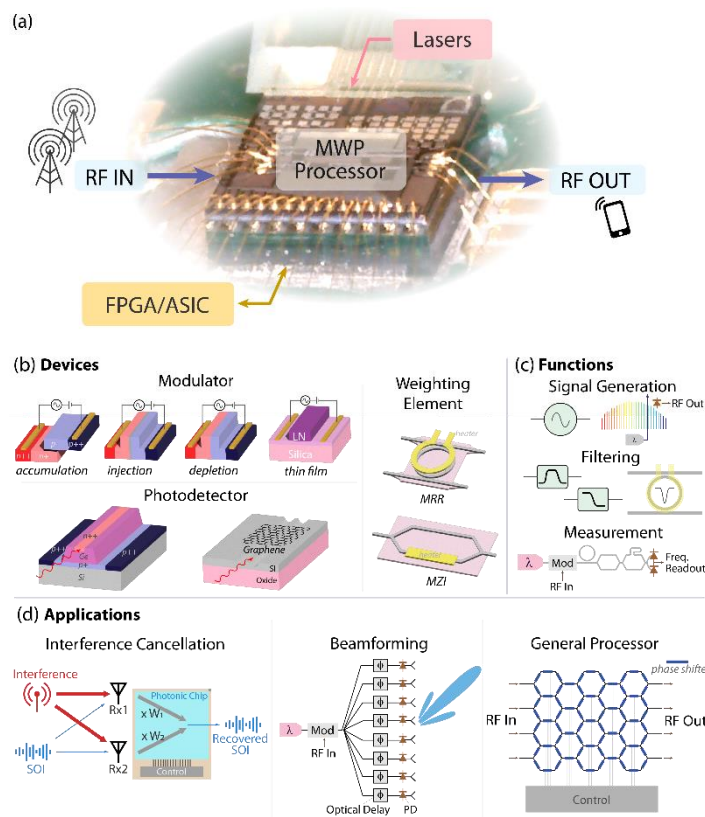 (a)
Lasers
MWP
Processor
RF IN
RF OUT
FPGA/ASIC
(b) Devices
Modulator
accumulation
injection
depletion
thin film
p
p++
n++
n+
LN
Silica
Photodetector
n++
p++
Ge
p++
p+
Si
Graphene
Si
Oxide
Weighting
Element
heater
MRR
heater
MZI
(c) Functions
Signal Generation
RF Out
λ
Filtering
Measurement
λ
Mod
RF In
Freq.
Readout
(d) Applications
Interference Cancellation
Interference
Rx1
SOI
Rx2
Photonic Chip
x W₁
x W₂
Control
Recovered
SOI
Beamforming
λ
Mod
RF In
ϕ
ϕ
ϕ
ϕ
ϕ
ϕ
ϕ
ϕ
Optical Delay
PD
General Processor
phase shifte
RF In
RF Out
Control